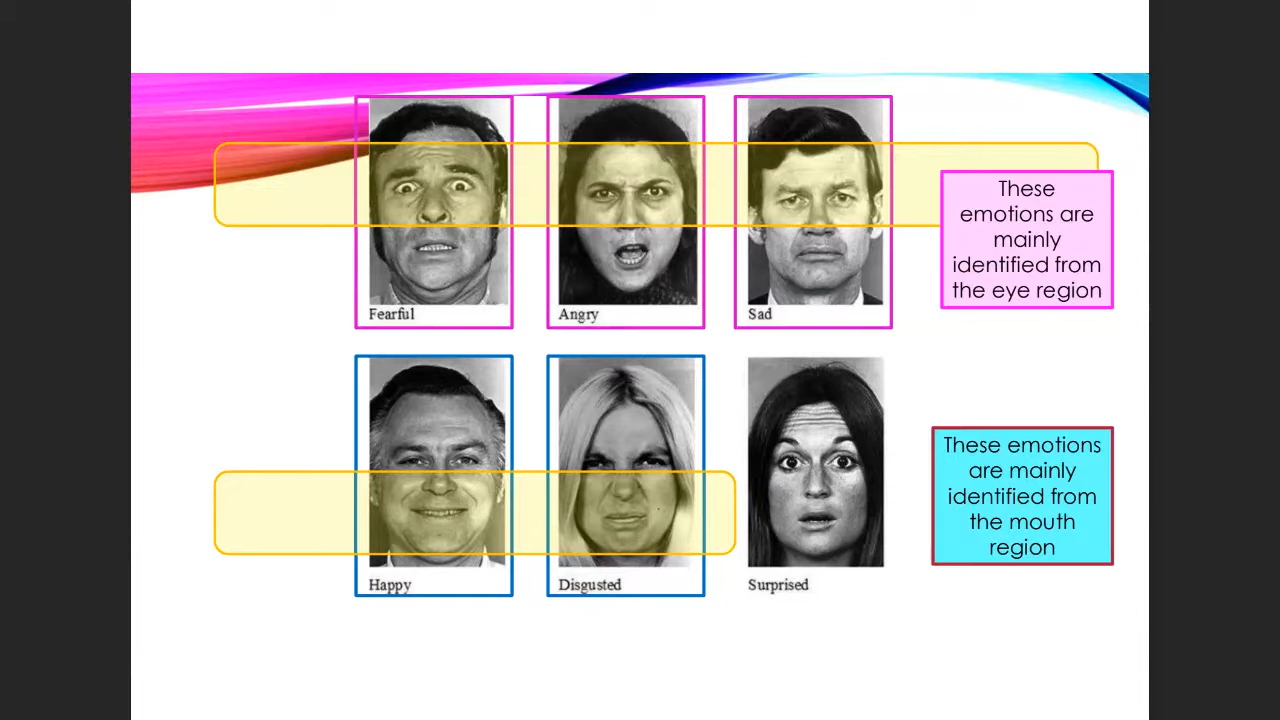 These
emotions are
mainly
identified from
the eye region
Fearful
Angry
Sad
These emotions
are mainly
identified from
the mouth
region
Happy
Disgusted
Surprised